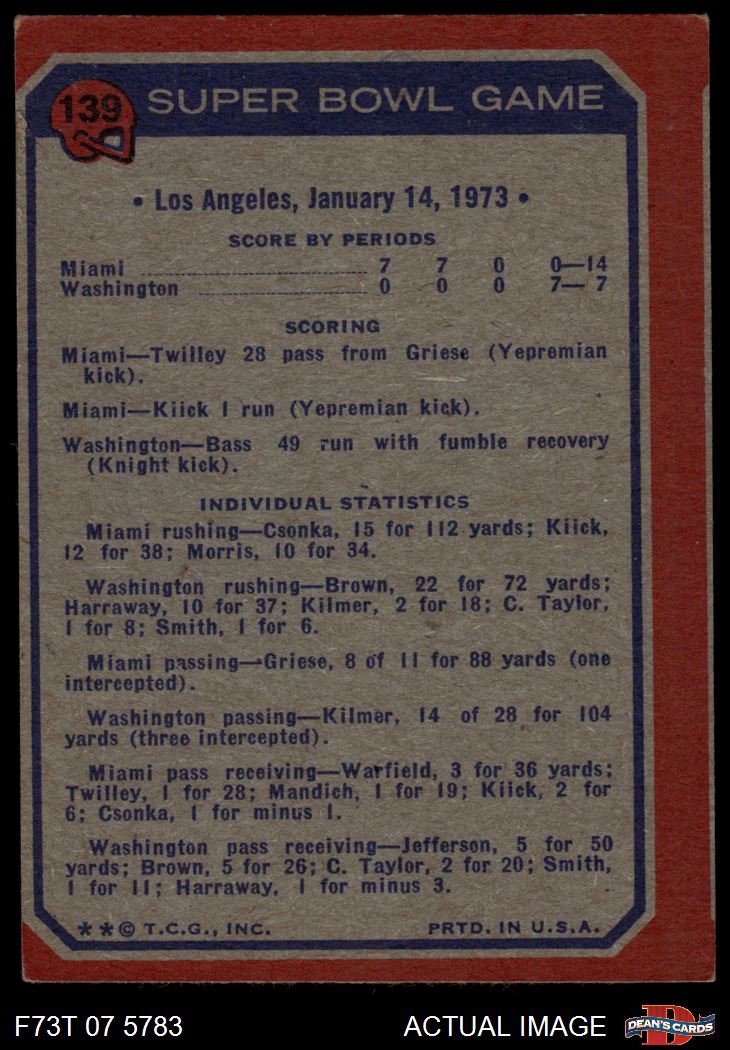 139 SUPER BOWL GAME
• Los Angeles, January 14, 1973 •
SCORE BY PERIODS
Miami ........ 7 7 0 0—14
Washington ........ 0 0 0 7— 7
SCORING
Miami—Twilley 28 pass from Griese (Yepremian
kick).
Miami—Kiick 1 run (Yepremian kick).
Washington—Bass 49 run with fumble recovery
(Knight kick).
INDIVIDUAL STATISTICS
Miami rushing—Csonka, 15 for 112 yards; Kiick,
12 for 38; Morris, 10 for 34.
Washington rushing—Brown, 22 for 72 yards;
Harraway, 10 for 37; Kilmer, 2 for 18; C. Taylor,
1 for 8; Smith, 1 for 6.
Miami passing—Griese, 8 of 11 for 88 yards (one
intercepted).
Washington passing—Kilmer, 14 of 28 for 104
yards (three intercepted).
Miami pass receiving—Warfield, 3 for 36 yards;
Twilley, 1 for 28; Mandich, 1 for 19; Kiick, 2 for
6; Csonka, 1 for minus 1.
Washington pass receiving—Jefferson, 5 for 50
yards; Brown, 5 for 26; C. Taylor, 2 for 20; Smith,
1 for 11; Harraway, 1 for minus 3.
**© T.C.G., INC. PRTD. IN U.S.A.
F73T 07 5783 ACTUAL IMAGE D DEAN'S CARDS